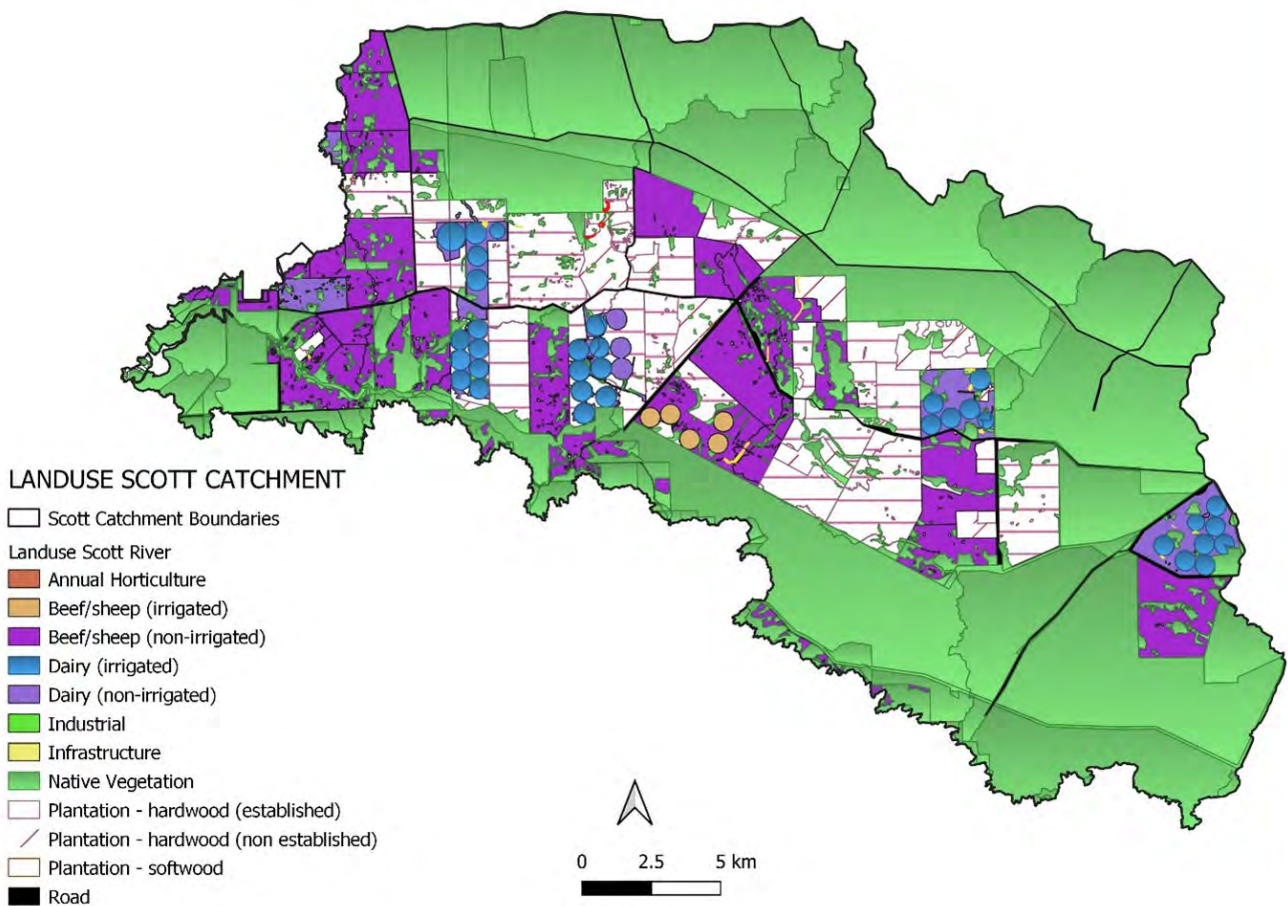 LANDUSE SCOTT CATCHMENT
Scott Catchment Boundaries
Landuse Scott River
Annual Horticulture
Beef/sheep (irrigated)
Beef/sheep (non-irrigated)
Dairy (irrigated)
Dairy (non-irrigated)
Industrial
Infrastructure
Native Vegetation
Plantation - hardwood (established)
Plantation - hardwood (non established)
Plantation - softwood
Road
0 2.5 5 km